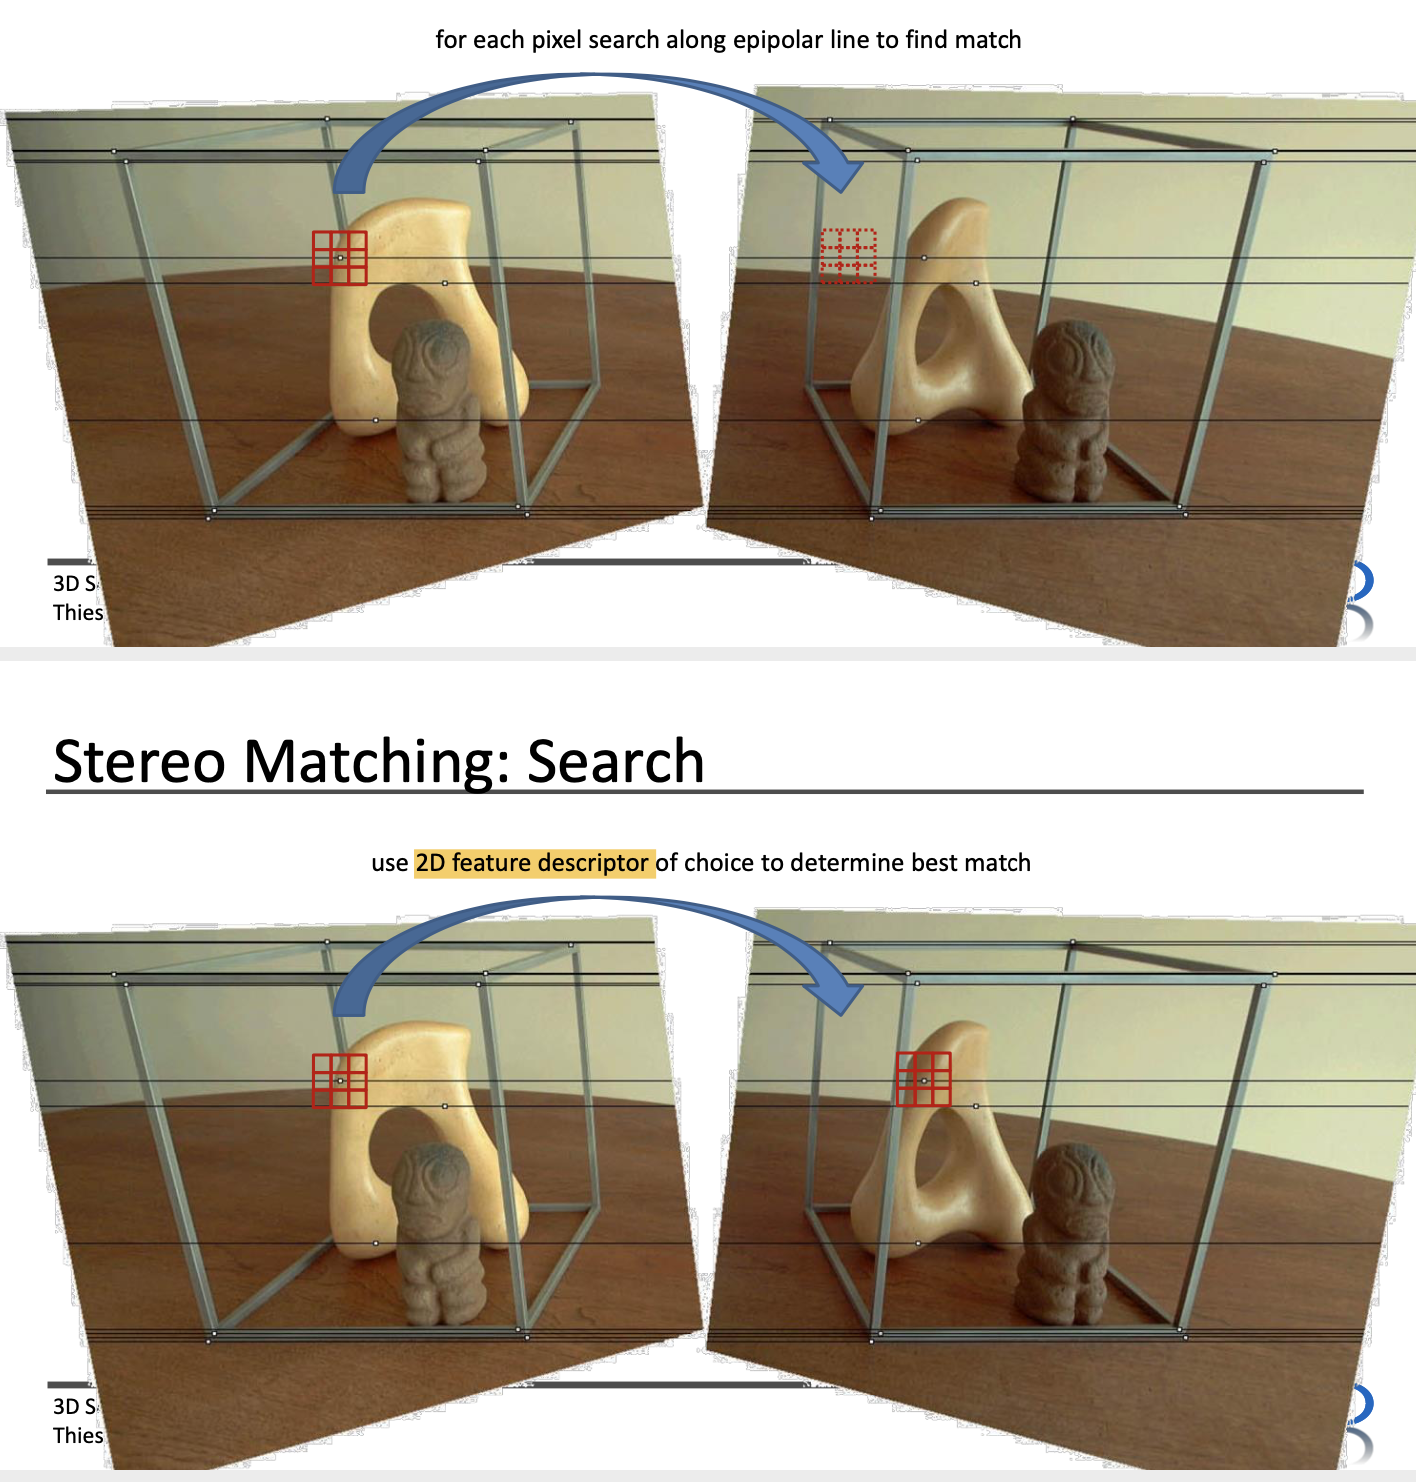 for each pixel search along epipolar line to find match
3D S
Thies
Stereo Matching: Search
use 2D feature descriptor of choice to determine best match
3D S
Thies